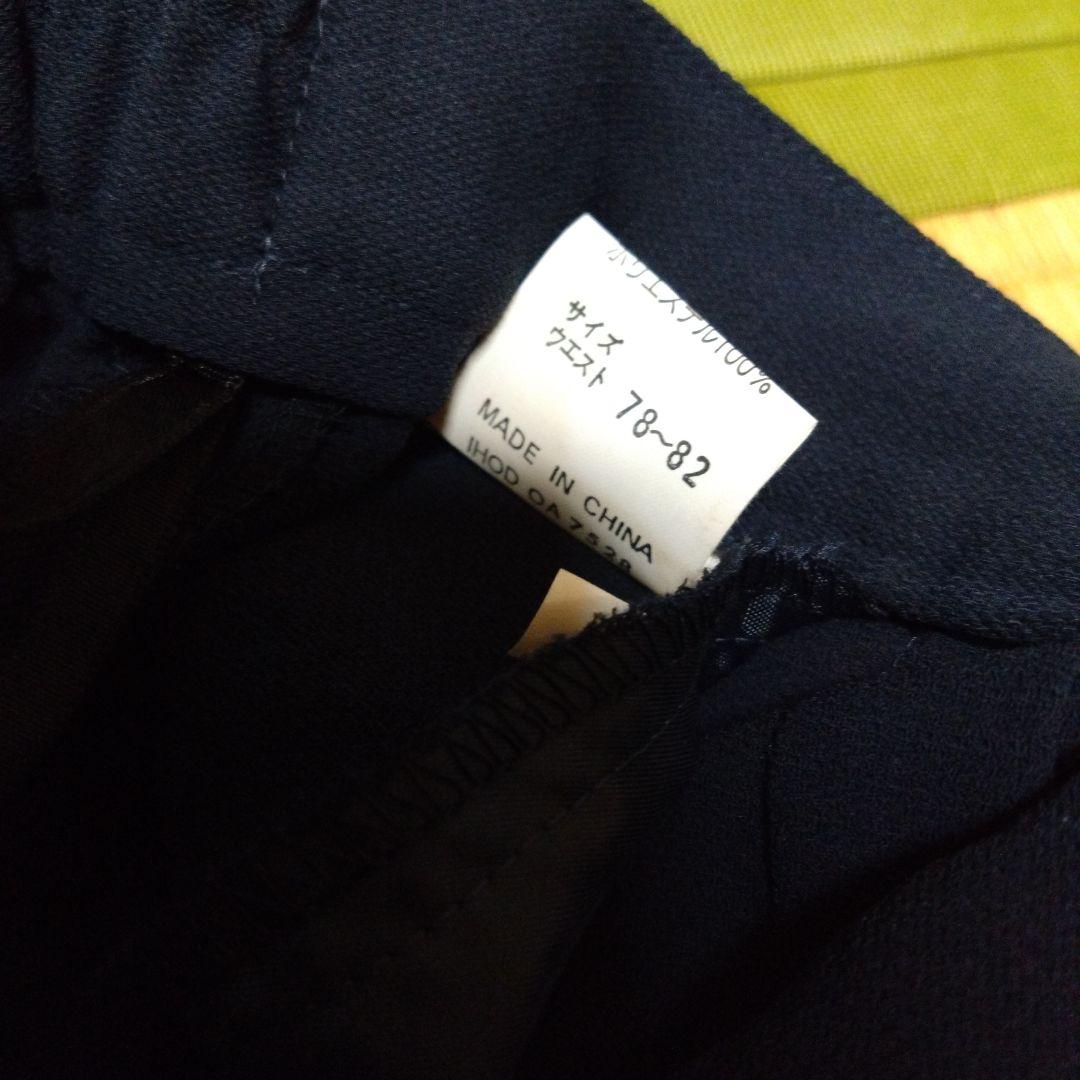 ポリエステル100%
サイズ
ウエスト 78~82
MADE IN CHINA
IHOD OA7528